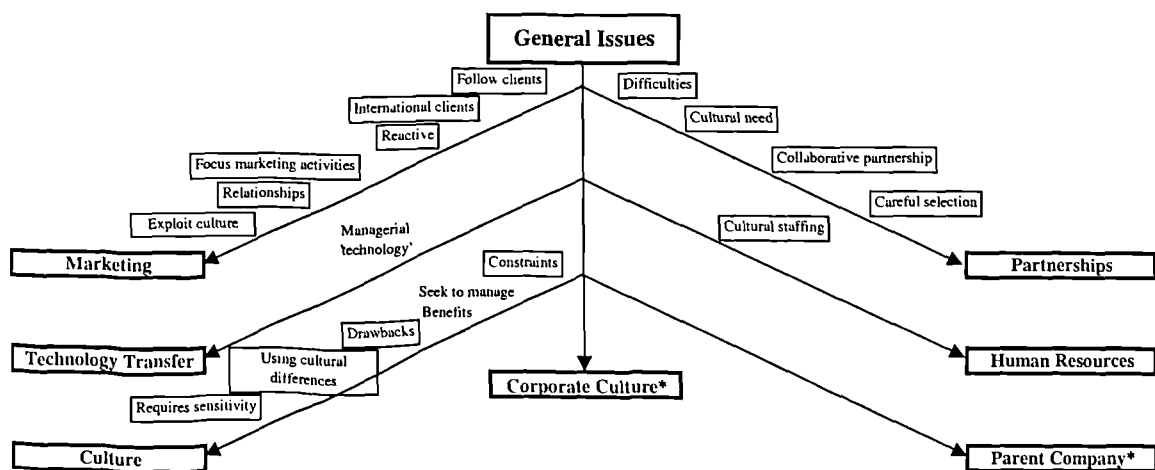 General Issues
Follow clients
Difficulties
International clients
Cultural need
Reactive
Focus marketing activities
Collaborative partnership
Relationships
Careful selection
Exploit culture
Managerial
'technology'
Cultural staffing
Marketing
Constraints
Partnerships
Seek to manage
Benefits
Drawbacks
Technology Transfer
Using cultural
differences
Human Resources
Corporate Culture*
Requires sensitivity
Culture
Parent Company*